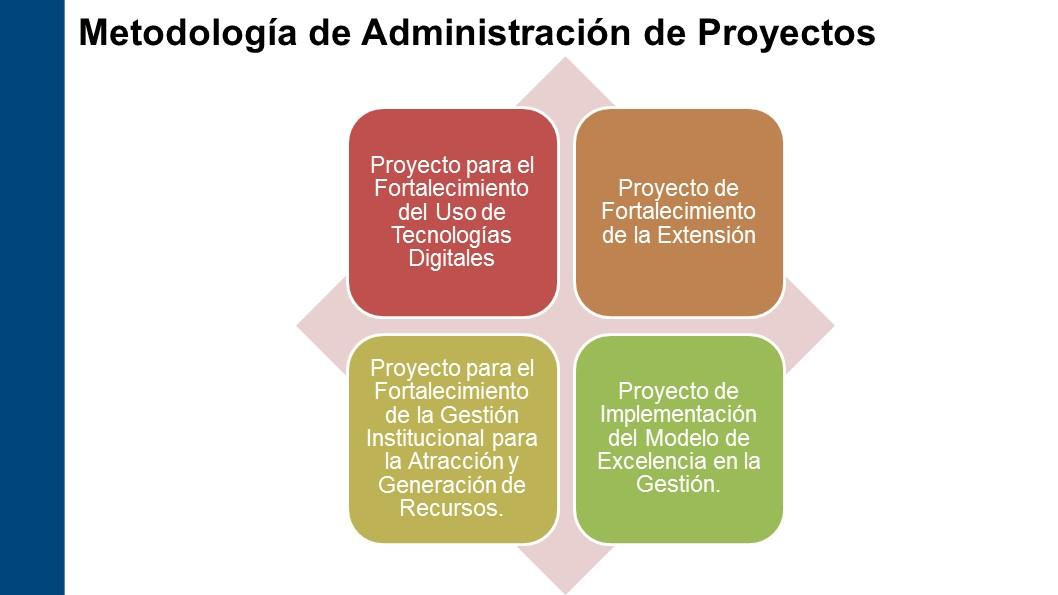 Metodología de Administración de Proyectos
Proyecto para el
Fortalecimiento
del Uso de
Tecnologías
Digitales
Proyecto de
Fortalecimiento
de la Extensión
Proyecto para el
Fortalecimiento
de la Gestión
Institucional para
la Atracción y
Generación de
Recursos.
Proyecto de
Implementación
del Modelo de
Excelencia en la
Gestión.